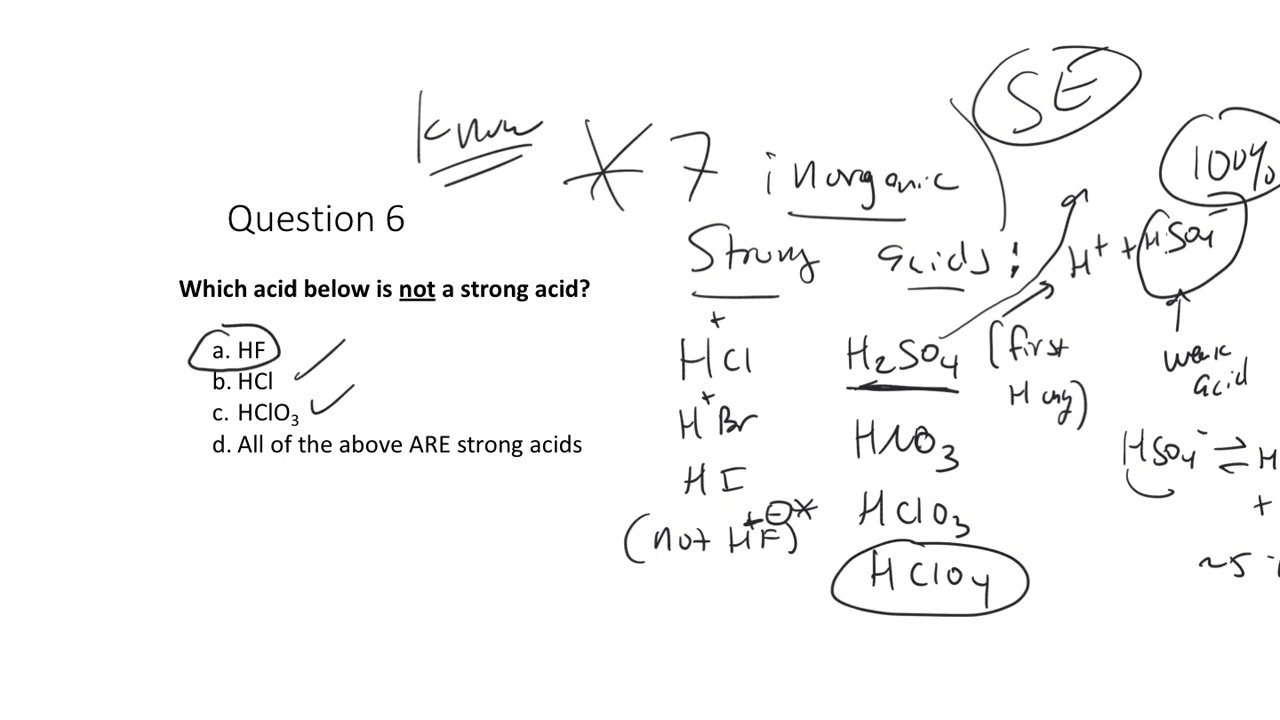 know * 7 inorganic
SE
100%
Strong acids:
H⁺ + HSO₄⁻
weak
acid
Question 6
Which acid below is not a strong acid?
a. HF
b. HCl
c. HClO₃
d. All of the above ARE strong acids
+
HCl
+
HBr
HI
(not HF)
+ ⊖ *
H₂SO₄ (first
H only)
HNO₃
HClO₃
HClO₄
HSO₄⁻ ⇌ H
+
~5